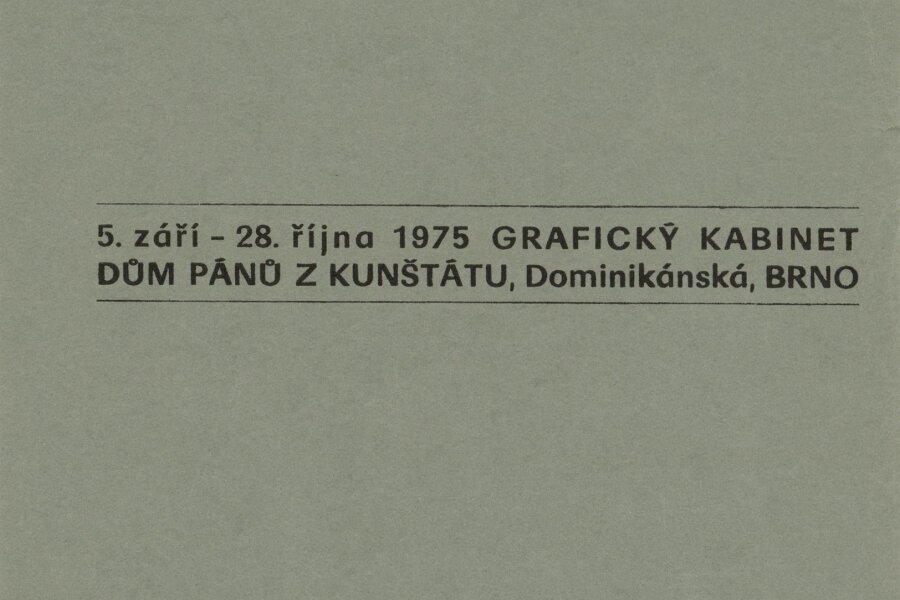 5. září – 28. října 1975 GRAFICKÝ KABINET
DŮM PÁNŮ Z KUNŠTÁTU, Dominikánská, BRNO